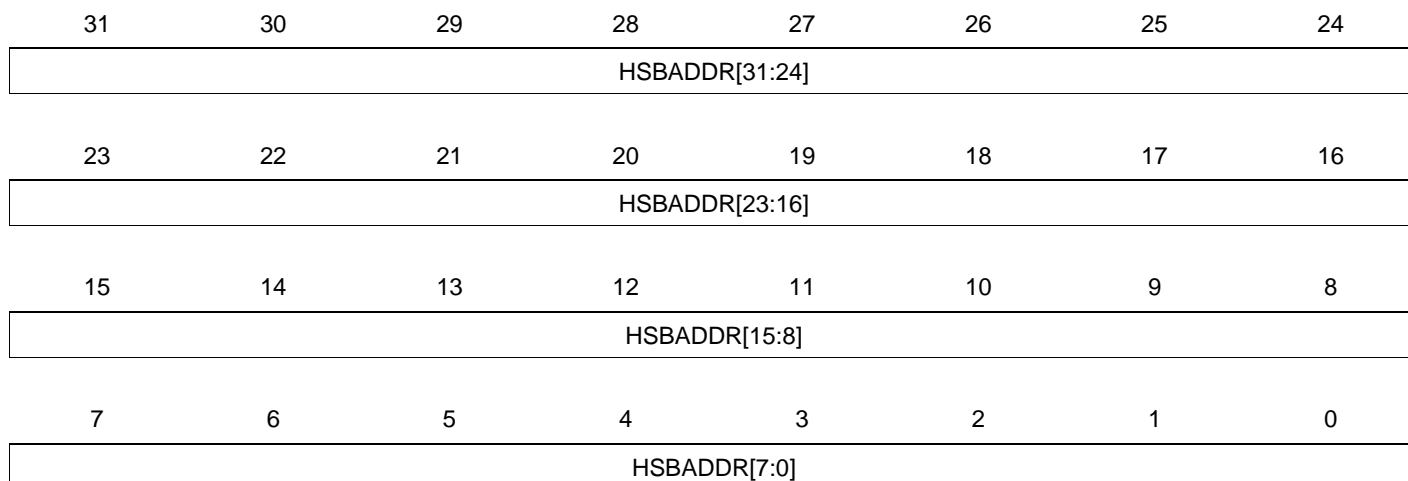 31 30 29 28 27 26 25 24
HSBADDR[31:24]
23 22 21 20 19 18 17 16
HSBADDR[23:16]
15 14 13 12 11 10 9 8
HSBADDR[15:8]
7 6 5 4 3 2 1 0
HSBADDR[7:0]